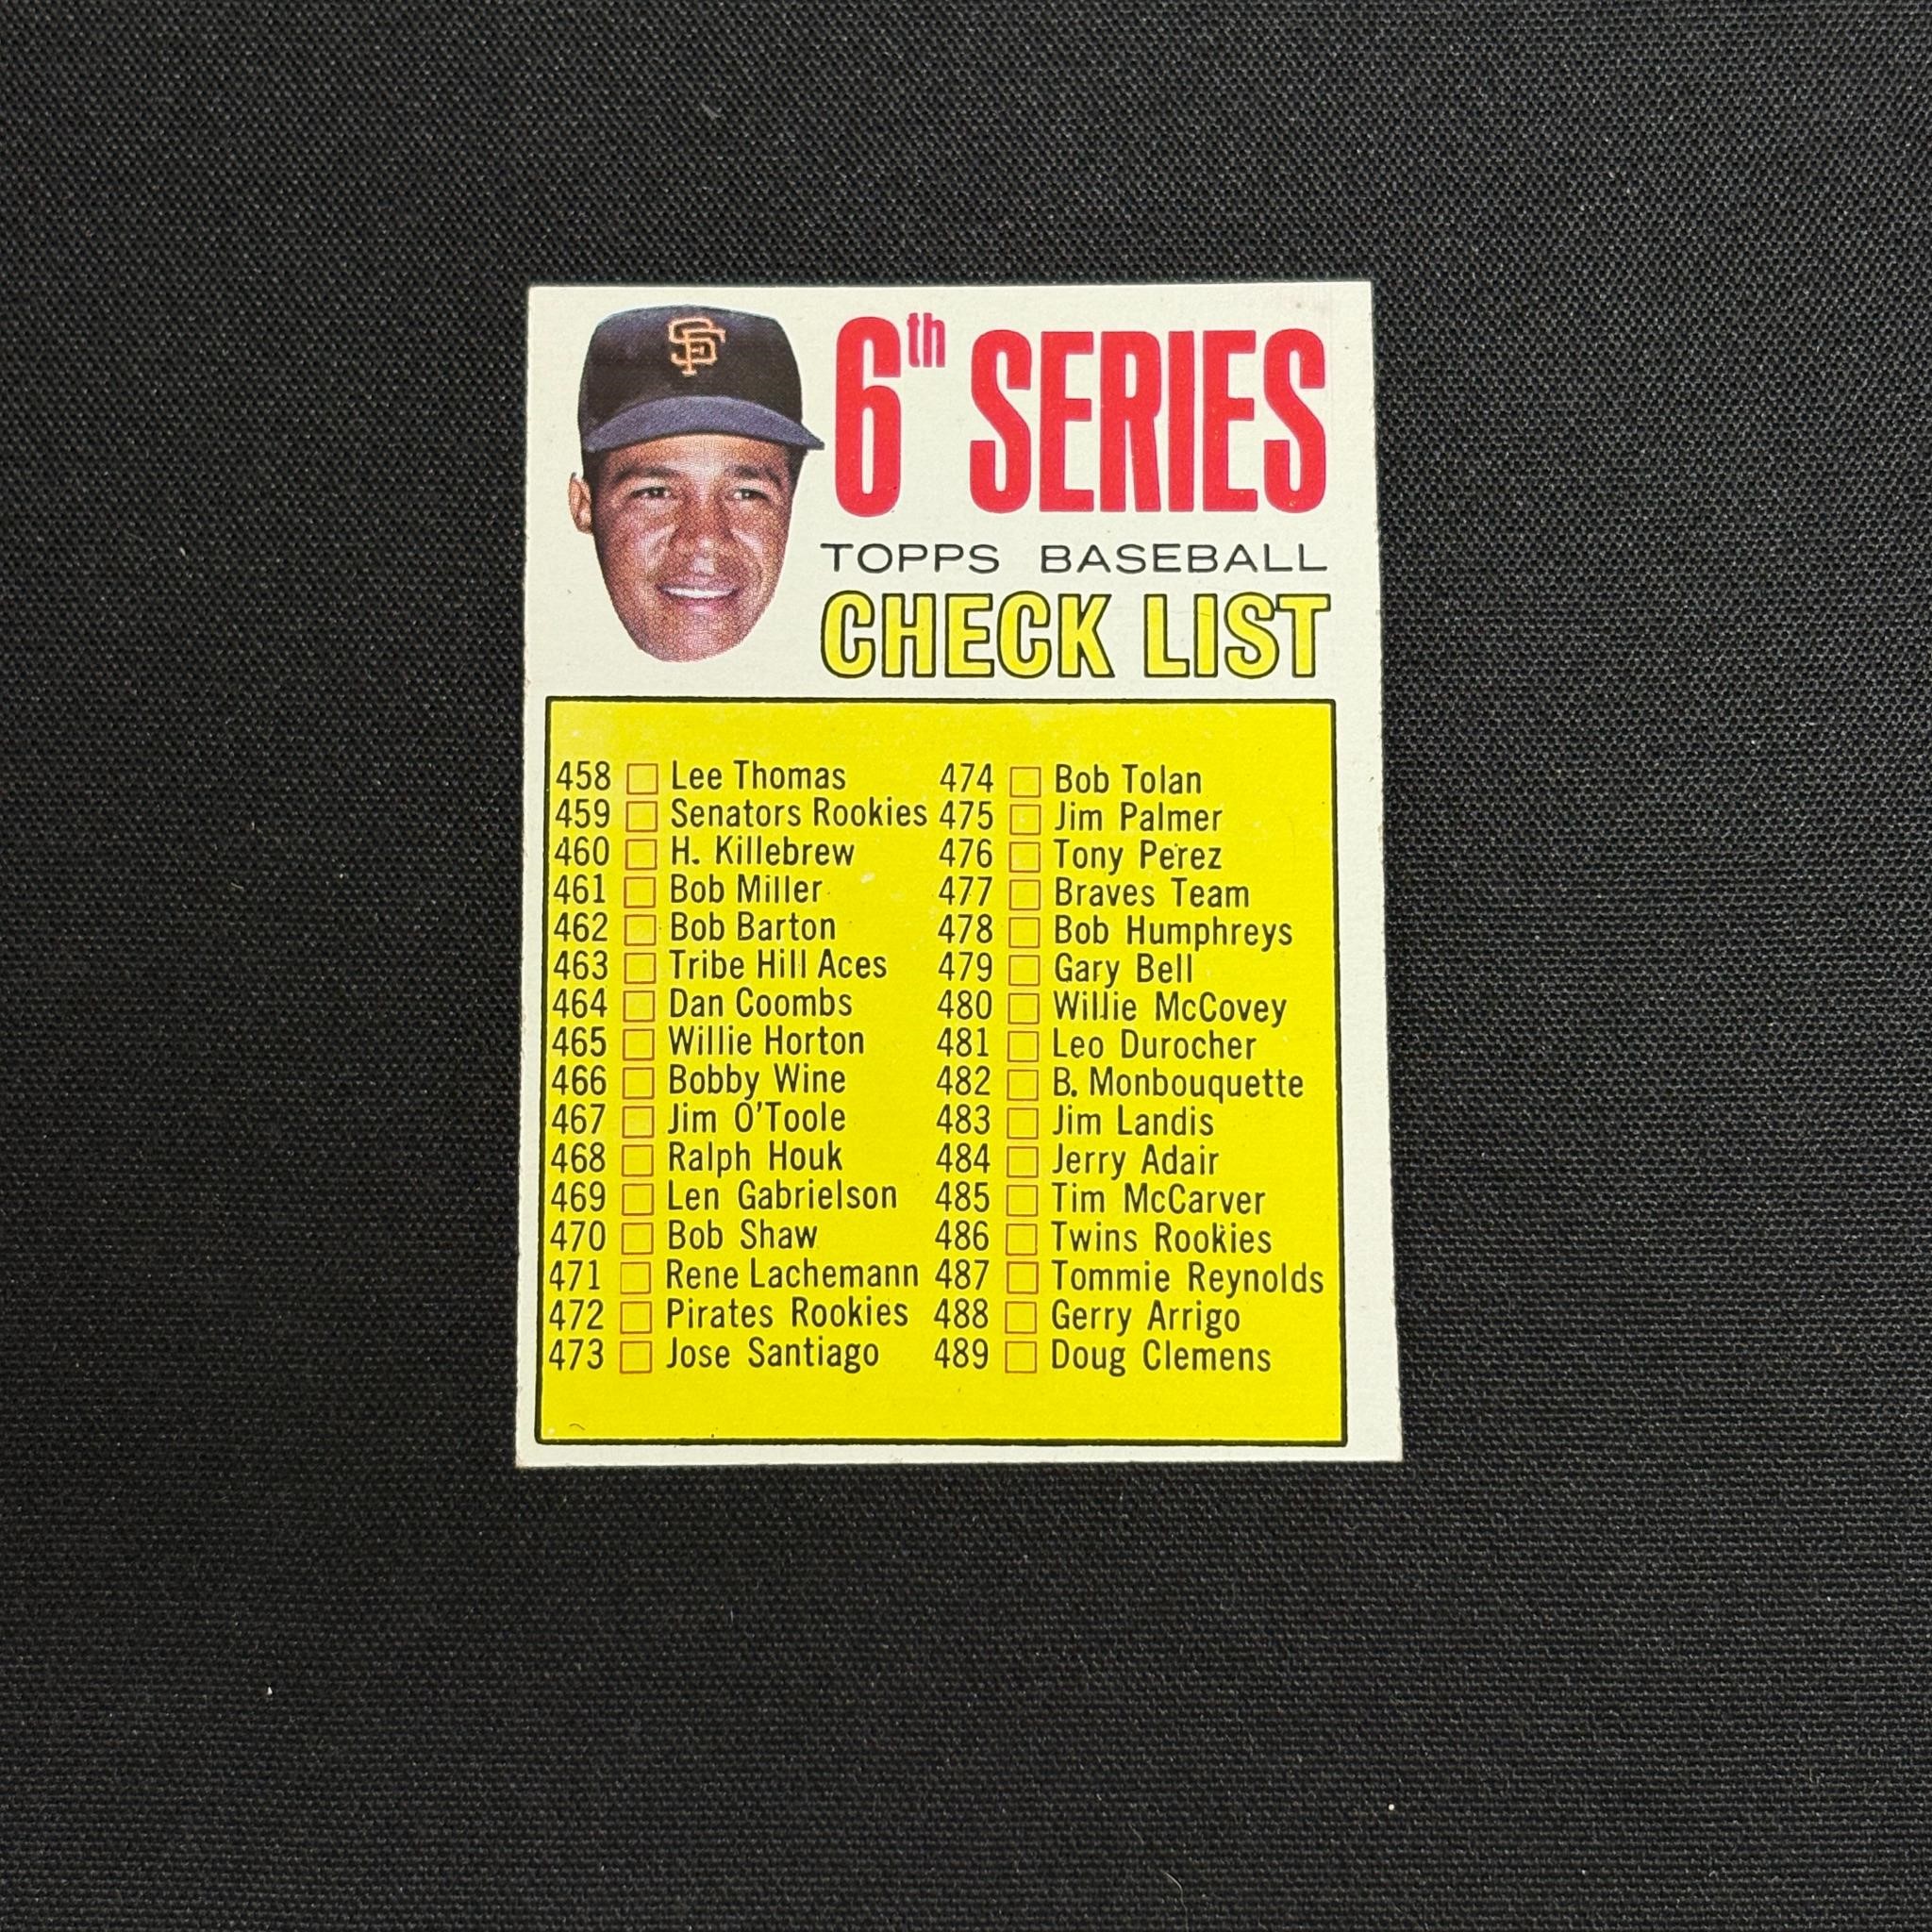 SF
6th SERIES
TOPPS BASEBALL
CHECK LIST
458 Lee Thomas
459 Senators Rookies
460 H. Killebrew
461 Bob Miller
462 Bob Barton
463 Tribe Hill Aces
464 Dan Coombs
465 Willie Horton
466 Bobby Wine
467 Jim O'Toole
468 Ralph Houk
469 Len Gabrielson
470 Bob Shaw
471 Rene Lachemann
472 Pirates Rookies
473 Jose Santiago
474 Bob Tolan
475 Jim Palmer
476 Tony Perez
477 Braves Team
478 Bob Humphreys
479 Gary Bell
480 Willie McCovey
481 Leo Durocher
482 B. Monbouquette
483 Jim Landis
484 Jerry Adair
485 Tim McCarver
486 Twins Rookies
487 Tommie Reynolds
488 Gerry Arrigo
489 Doug Clemens